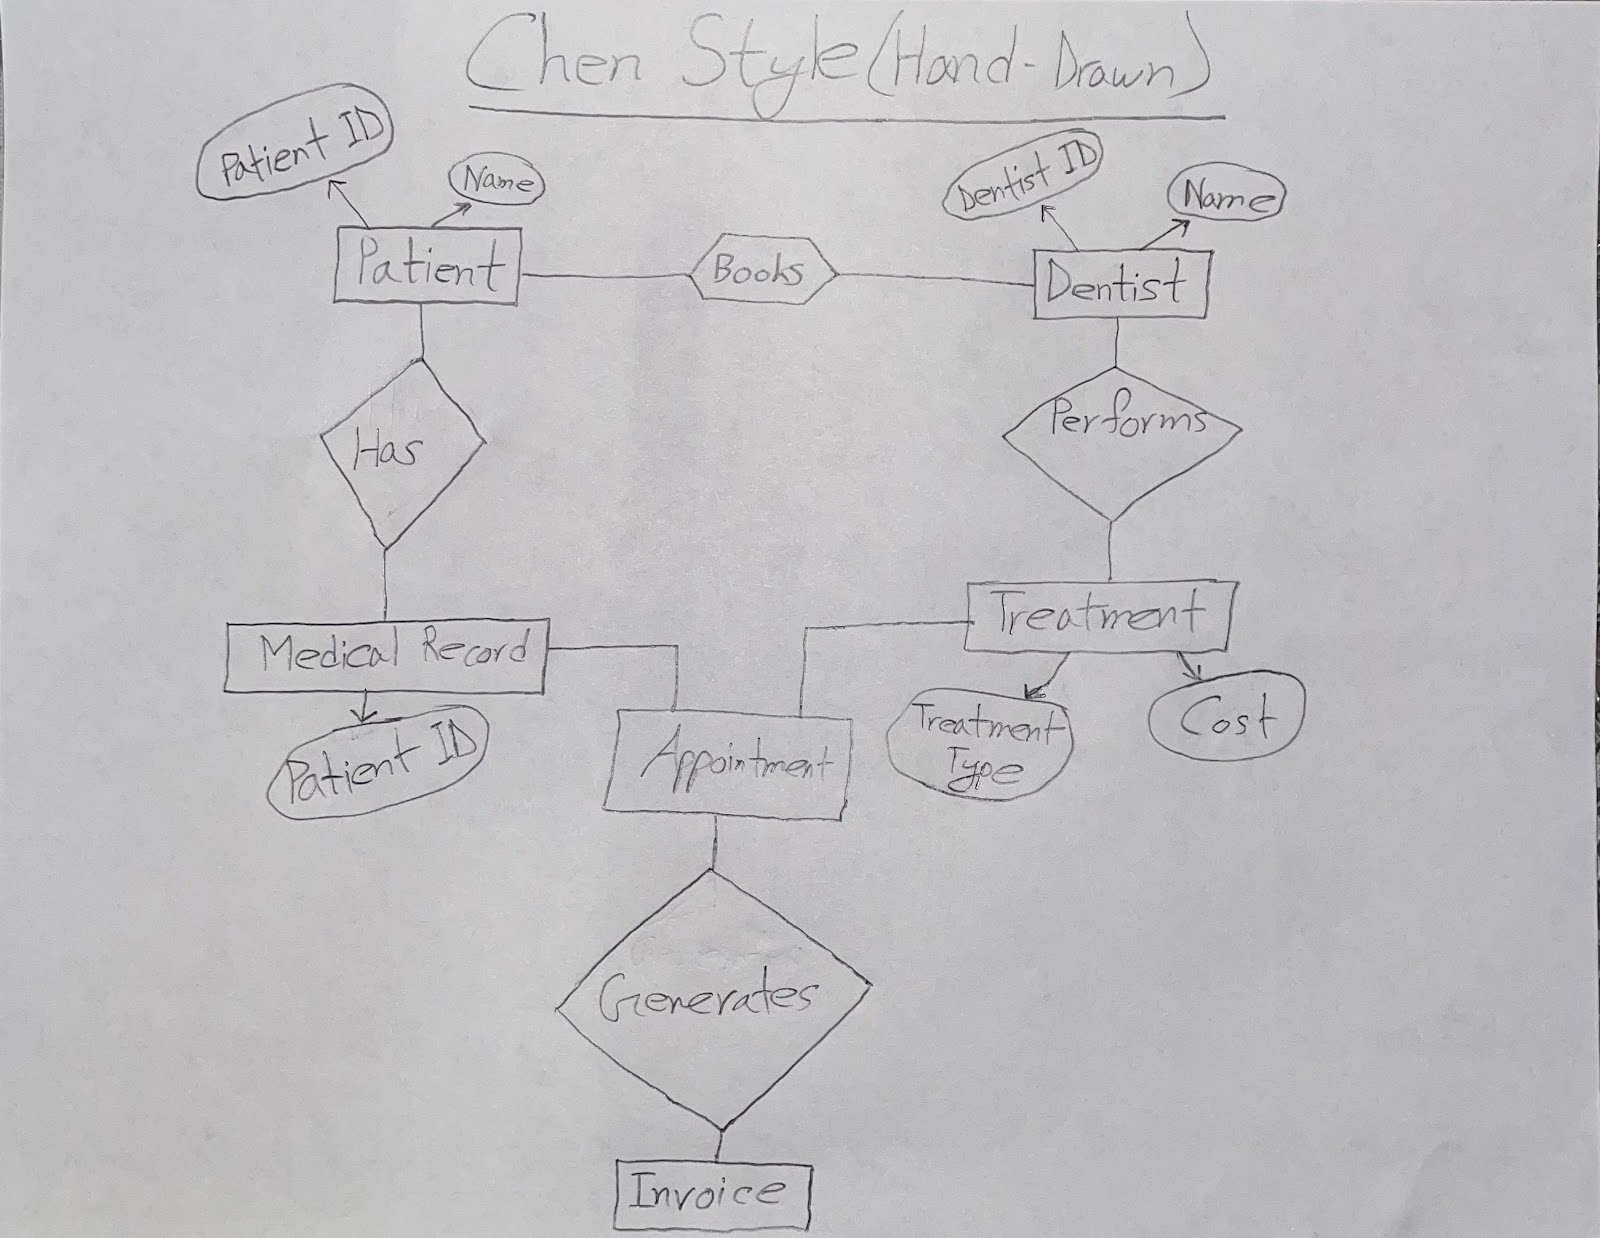 Chen Style (Hand-Drawn)
Patient ID
Name
Dentist ID
Name
Patient
Books
Dentist
Has
Performs
Medical Record
Treatment
Patient ID
Appointment
Treatment
Type
Cost
Generates
Invoice